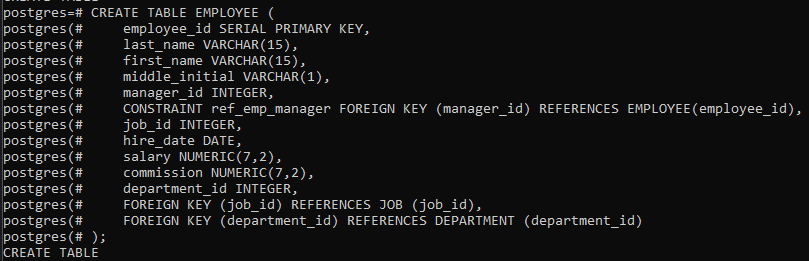 postgres=# CREATE TABLE EMPLOYEE (
postgres(#     employee_id SERIAL PRIMARY KEY,
postgres(#     last_name VARCHAR(15),
postgres(#     first_name VARCHAR(15),
postgres(#     middle_initial VARCHAR(1),
postgres(#     manager_id INTEGER,
postgres(#     CONSTRAINT ref_emp_manager FOREIGN KEY (manager_id) REFERENCES EMPLOYEE(employee_id),
postgres(#     job_id INTEGER,
postgres(#     hire_date DATE,
postgres(#     salary NUMERIC(7,2),
postgres(#     commission NUMERIC(7,2),
postgres(#     department_id INTEGER,
postgres(#     FOREIGN KEY (job_id) REFERENCES JOB (job_id),
postgres(#     FOREIGN KEY (department_id) REFERENCES DEPARTMENT (department_id)
postgres(# );
CREATE TABLE